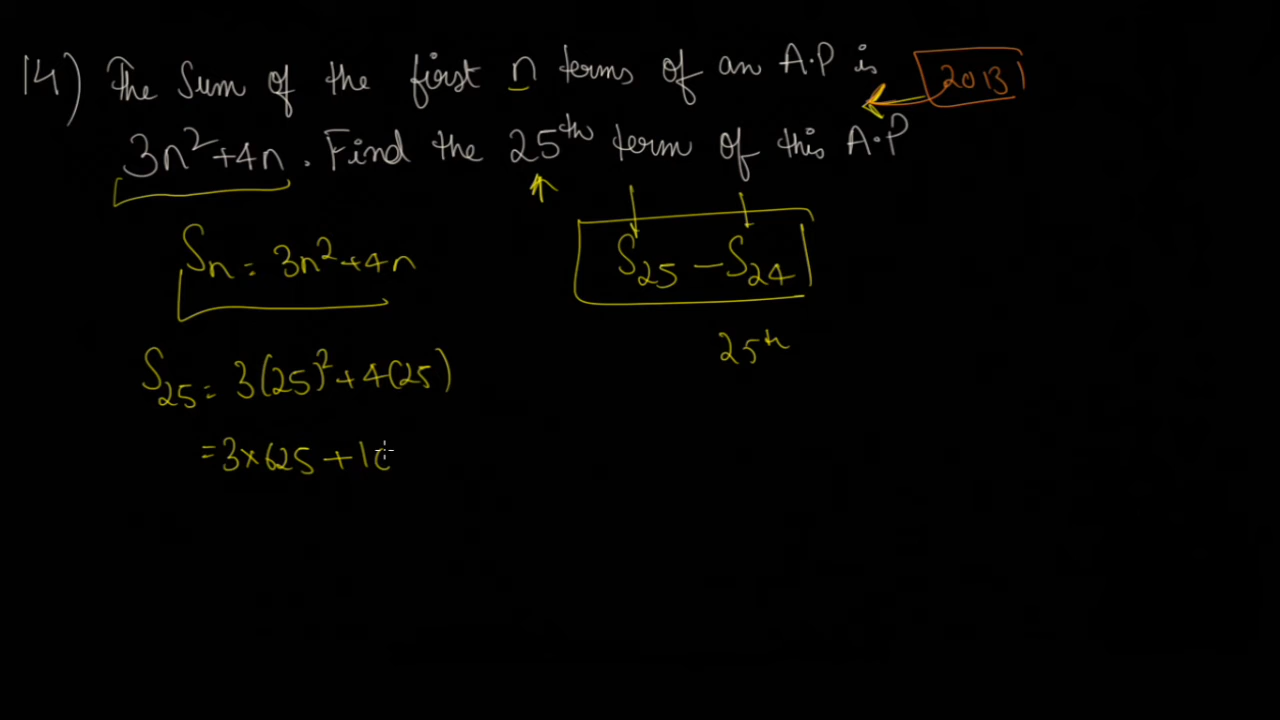 14) The Sum of the first n terms of an A.P is 2013
3n²+4n. Find the 25th term of this A.P
Sn = 3n²+4n
S25 - S24
25th
S25 = 3(25)²+4(25)
=3×625+10